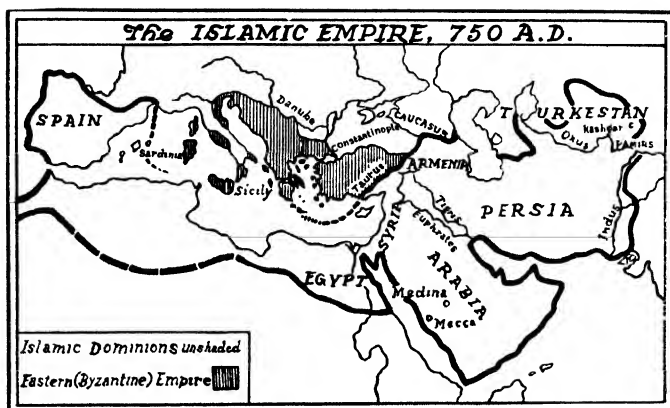 The ISLAMIC EMPIRE, 750 A.D.
SPAIN
Sardinia
Sicily
Danube
Constantinople
CAUCASUS
Taurus
ARMENIA
TURKESTAN
Kashgar
Oxus
PAMIRS
PERSIA
Indus
Tigris
Euphrates
SYRIA
EGYPT
ARABIA
Medina
Mecca
Islamic Dominions unshaded
Eastern (Byzantine) Empire